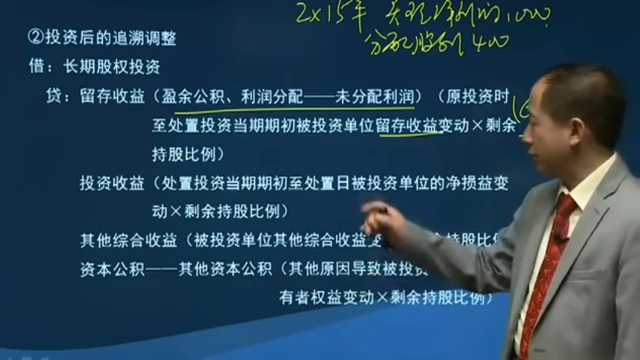 2×15年 实现净利润1000
分配股利400
②投资后的追溯调整
借：长期股权投资
贷：留存收益（盈余公积、利润分配——未分配利润）（原投资时
至处置投资当期期初被投资单位留存收益变动×剩余
持股比例）
投资收益（处置投资当期期初至处置日被投资单位的净损益变
动×剩余持股比例）
其他综合收益（被投资单位其他综合收益变
资本公积——其他资本公积（其他原因导致被投资
有者权益变动×剩余持股比例）